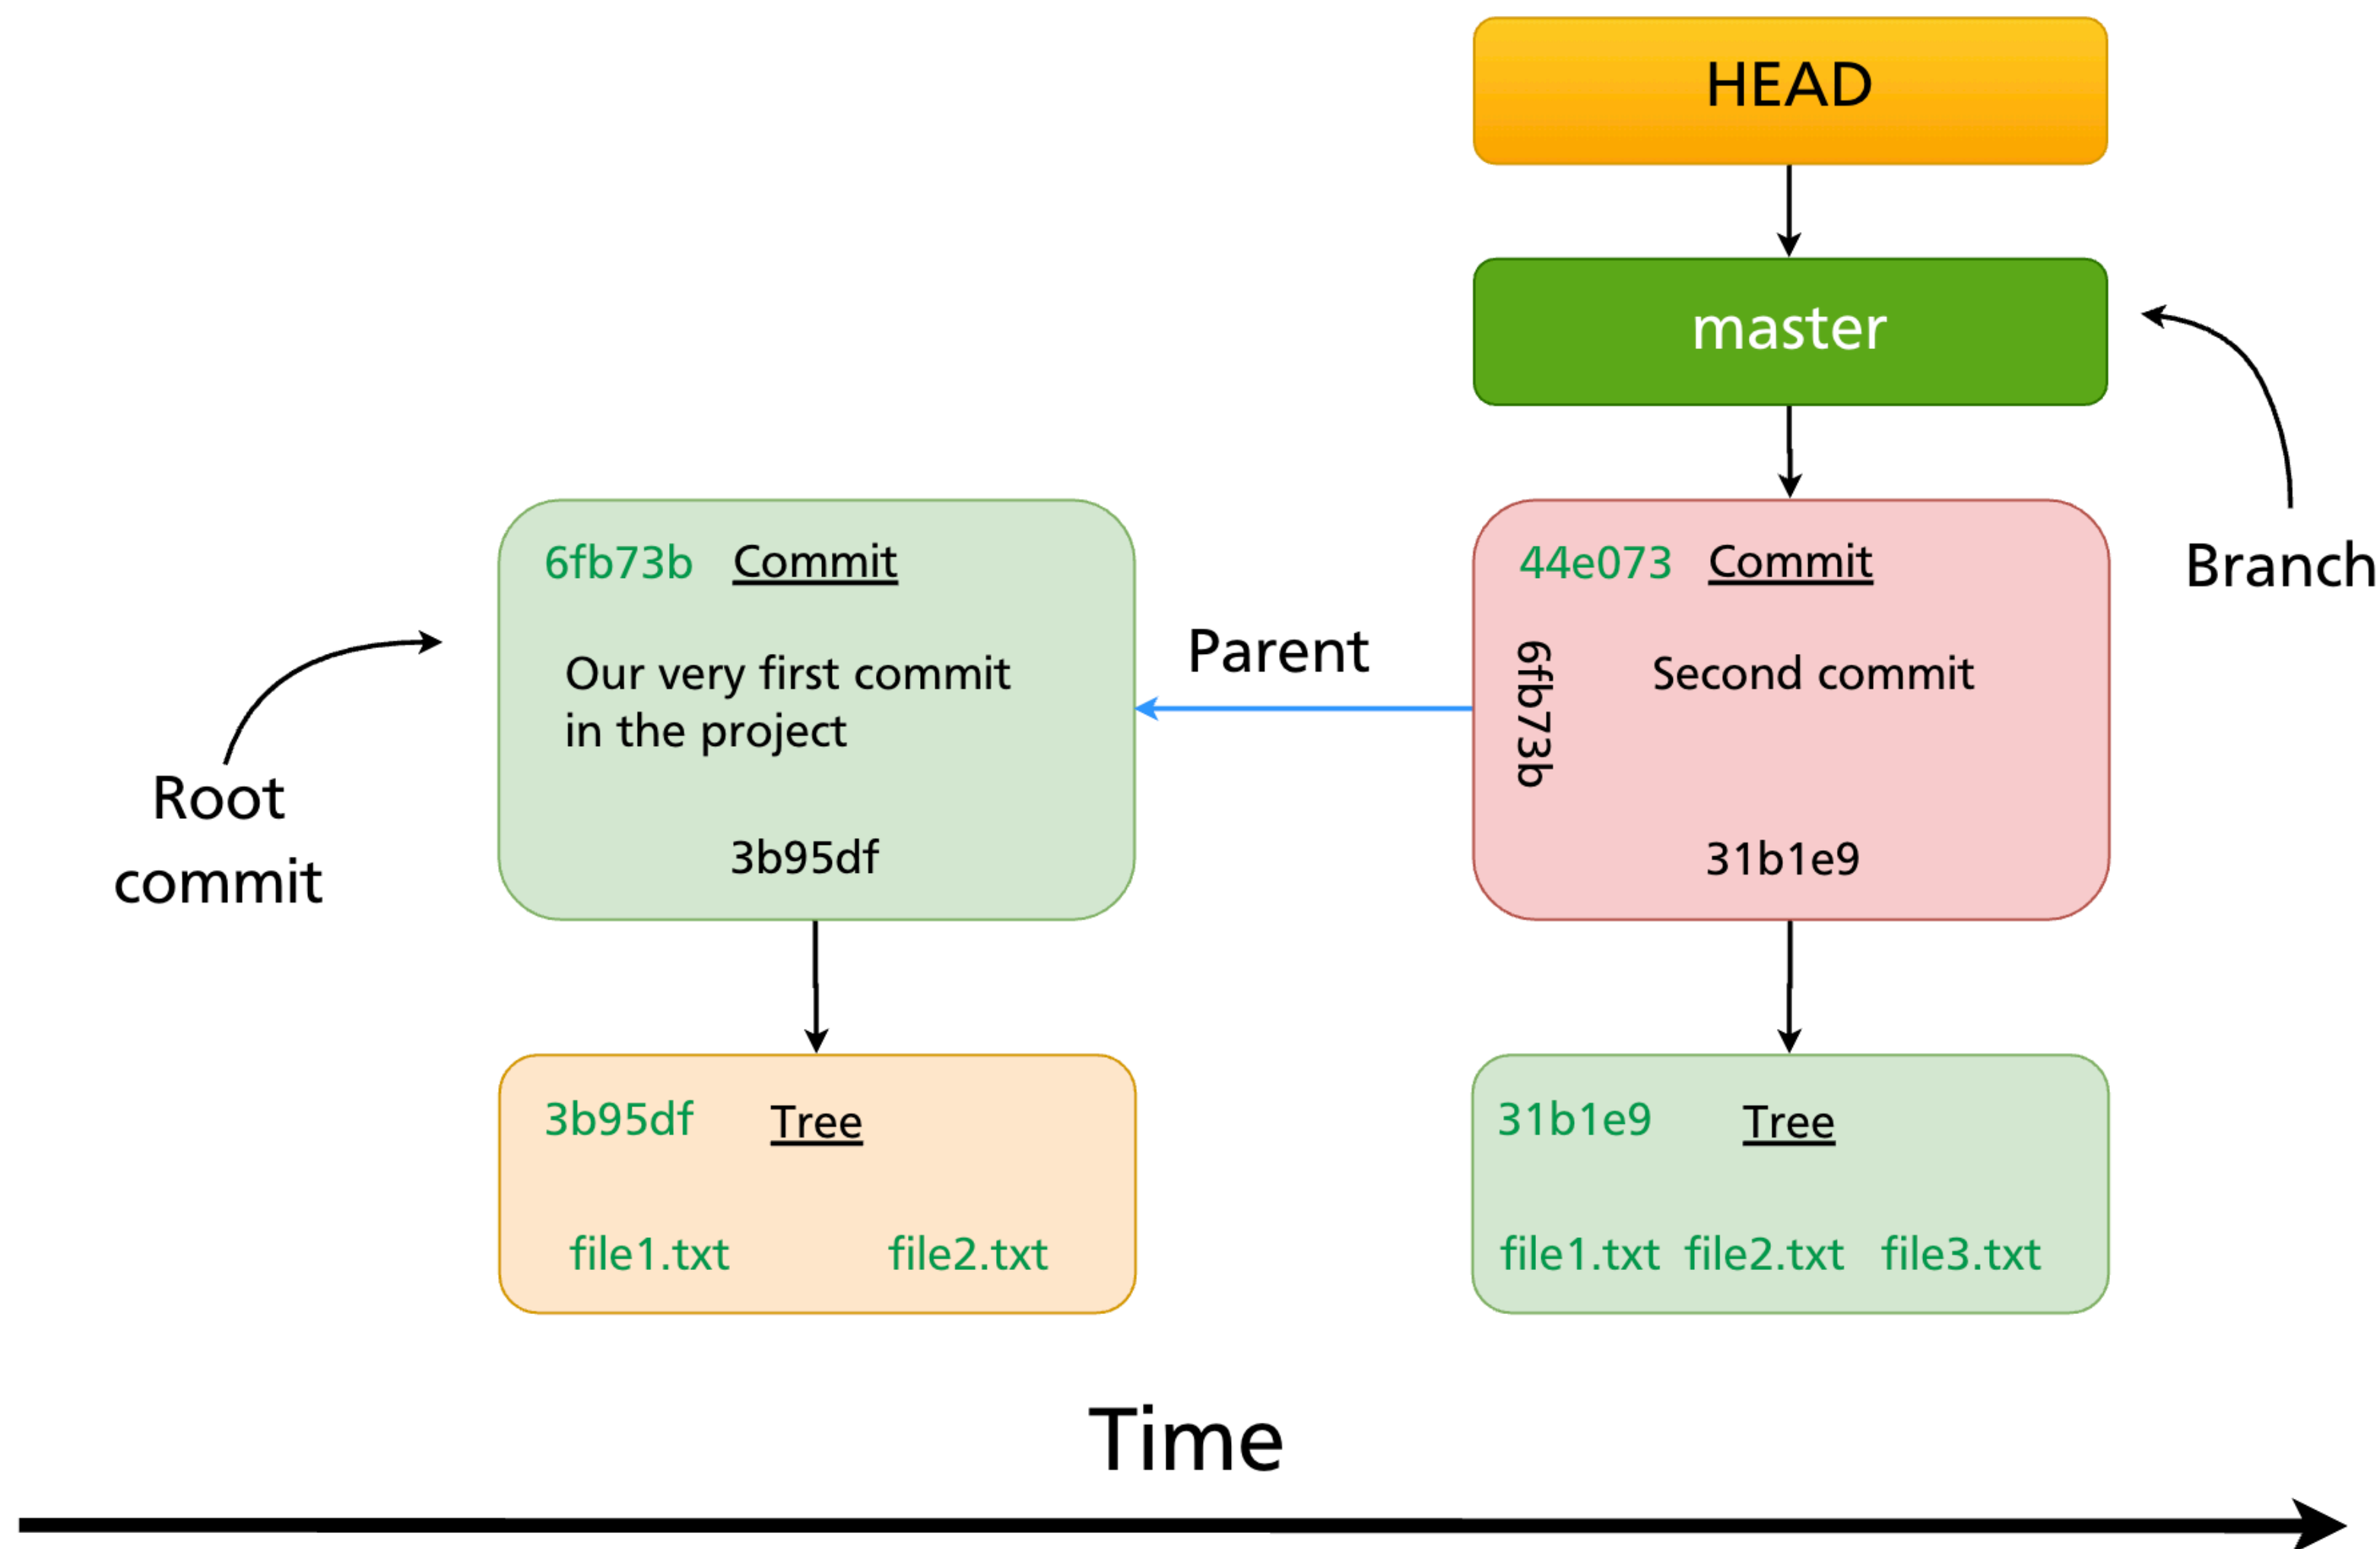 HEAD
master
Branch
6fb73b Commit
Our very first commit
in the project
3b95df
Root
commit
Parent
44e073 Commit
6fb73b
Second commit
31b1e9
3b95df Tree
file1.txt file2.txt
31b1e9 Tree
file1.txt file2.txt file3.txt
Time